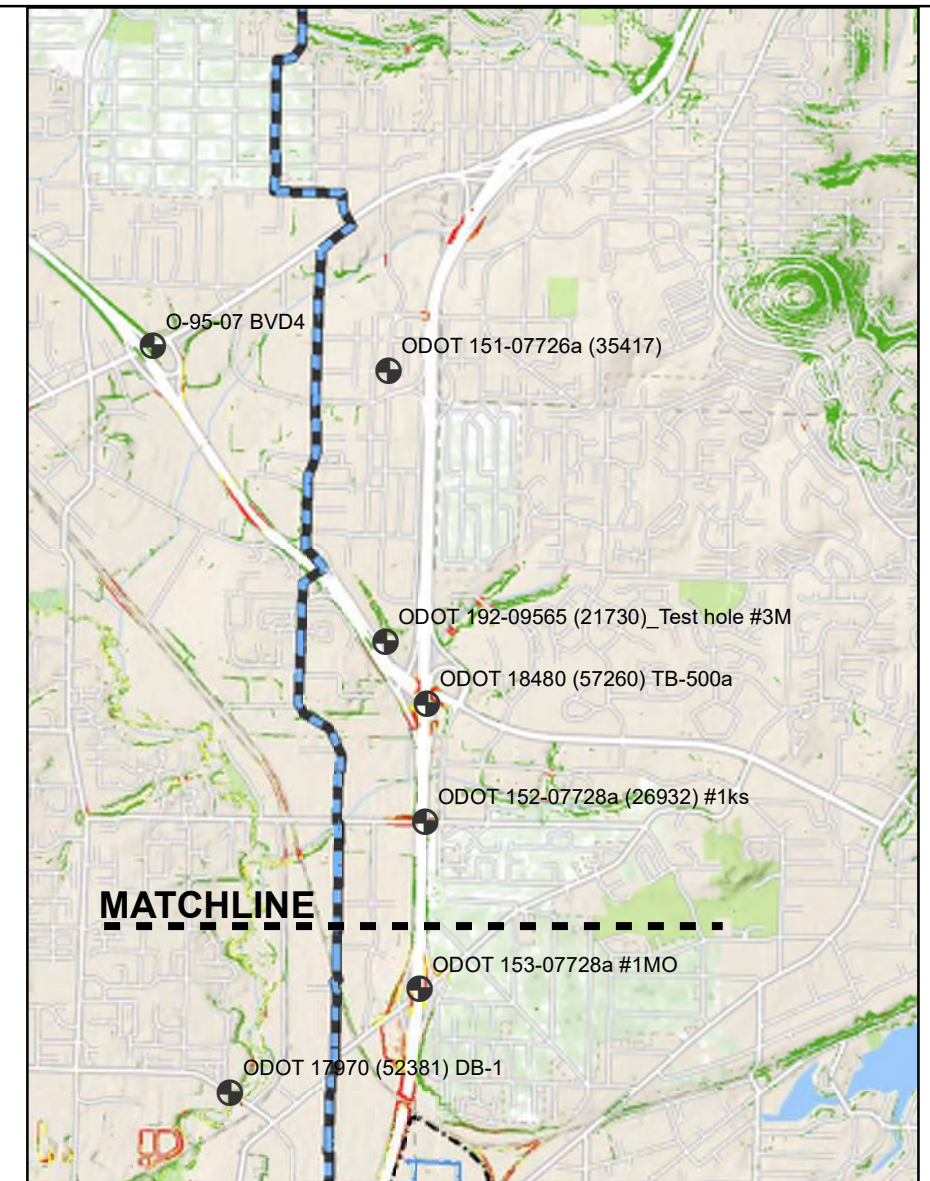 O-95-07 BVD4
ODOT 151-07726a (35417)
ODOT 192-09565 (21730)_Test hole #3M
ODOT 18480 (57260) TB-500a
ODOT 152-07728a (26932) #1ks
MATCHLINE
ODOT 153-07728a #1MO
ODOT 17970 (52381) DB-1